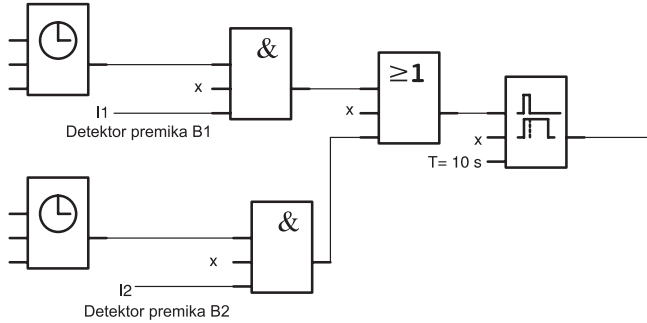 &
≥1
x
I1
x
Detektor premika B1
x
T= 10 s
&
x
I2
Detektor premika B2